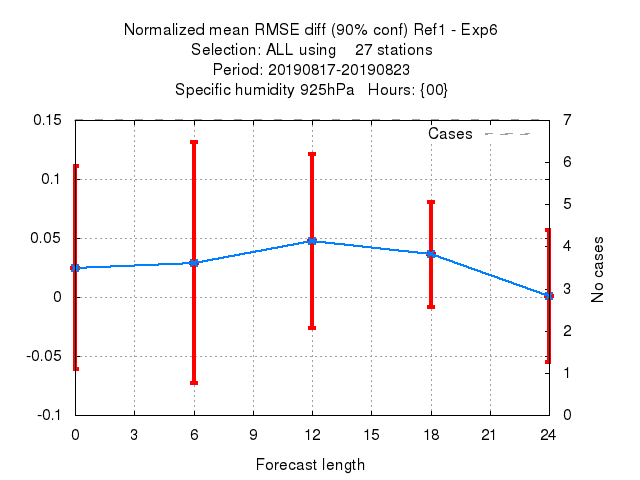 Normalized mean RMSE diff (90% conf) Ref1 - Exp6
Selection: ALL using    27 stations
Period: 20190817-20190823
Specific humidity 925hPa   Hours: {00}
Cases
0.15
0.1
0.05
0
-0.05
-0.1
7
6
5
4
3
2
1
0
No cases
0 3 6 9 12 15 18 21 24
Forecast length